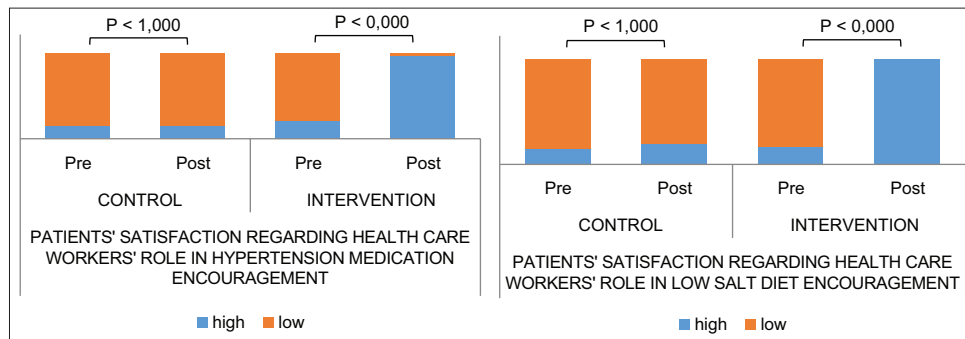 P < 1,000
P < 0,000
Pre
Post
Pre
Post
CONTROL
INTERVENTION
PATIENTS' SATISFACTION REGARDING HEALTH CARE
WORKERS' ROLE IN HYPERTENSION MEDICATION
ENCOURAGEMENT
high
low
P < 1,000
P < 0,000
Pre
Post
Pre
Post
CONTROL
INTERVENTION
PATIENTS' SATISFACTION REGARDING HEALTH CARE
WORKERS' ROLE IN LOW SALT DIET ENCOURAGEMENT
high
low